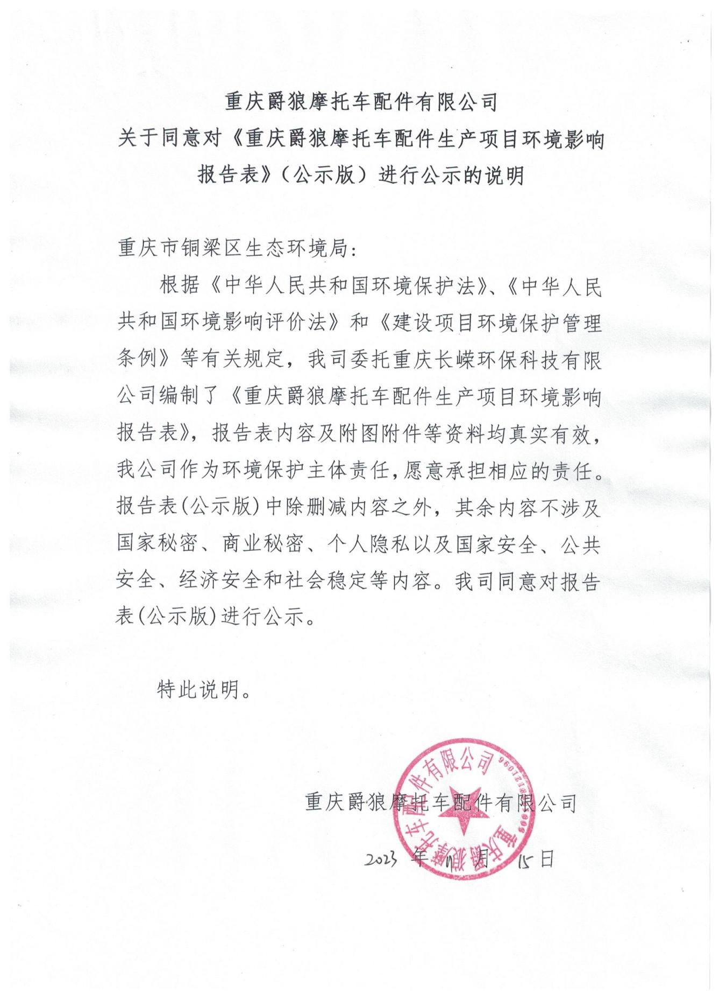 重庆爵狼摩托车配件有限公司
关于同意对《重庆爵狼摩托车配件生产项目环境影响
报告表》（公示版）进行公示的说明
重庆市铜梁区生态环境局：
根据《中华人民共和国环境保护法》、《中华人民
共和国环境影响评价法》和《建设项目环境保护管理
条例》等有关规定，我司委托重庆长嵘环保科技有限
公司编制了《重庆爵狼摩托车配件生产项目环境影响
报告表》，报告表内容及附图附件等资料均真实有效，
我公司作为环境保护主体责任,愿意承担相应的责任。
报告表(公示版)中除删减内容之外，其余内容不涉及
国家秘密、商业秘密、个人隐私以及国家安全、公共
安全、经济安全和社会稳定等内容。我司同意对报告
表(公示版)进行公示。
特此说明。
重庆爵狼摩托车配件有限公司
2023 年 11 月 15 日
重庆爵狼摩托车配件有限公司